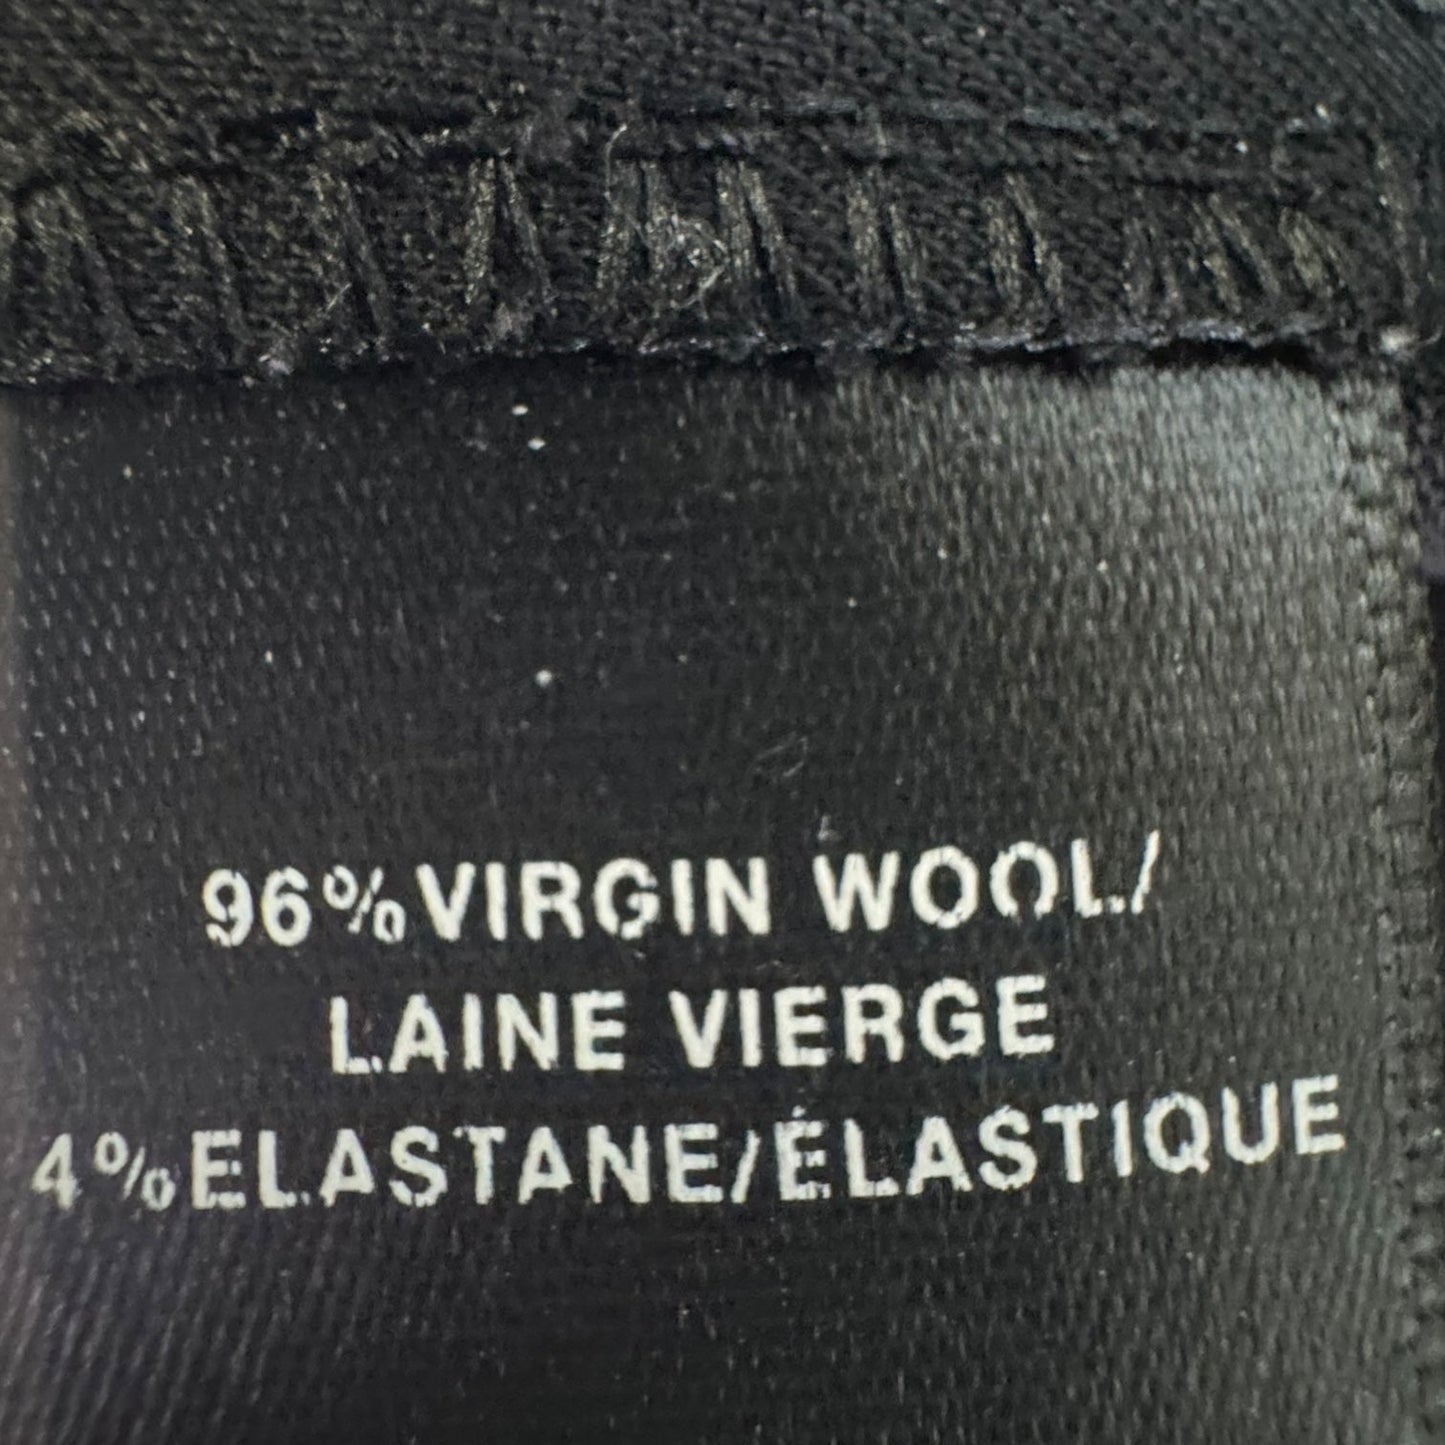 96% VIRGIN WOOL/
LAINE VIERGE
4% ELASTANE/ÉLASTIQUE